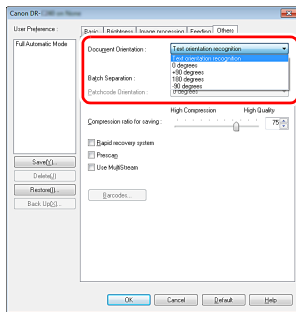 Canon DR-
User Preference :
Basic Brightness Image processing Feeding Others
Full Automatic Mode
Document Orientation : Text orientation recognition
Text orientation recognition
0 degrees
+90 degrees
180 degrees
-90 degrees
Batch Separation :
Patchcode Orientation : 0 degrees
High Compression High Quality
Compression ratio for saving : 75
Rapid recovery system
Prescan
Use MultiStream
Save(Y)...
Delete(J)
Restore(I)...
Back Up(X)...
Barcodes...
OK Cancel Default Help